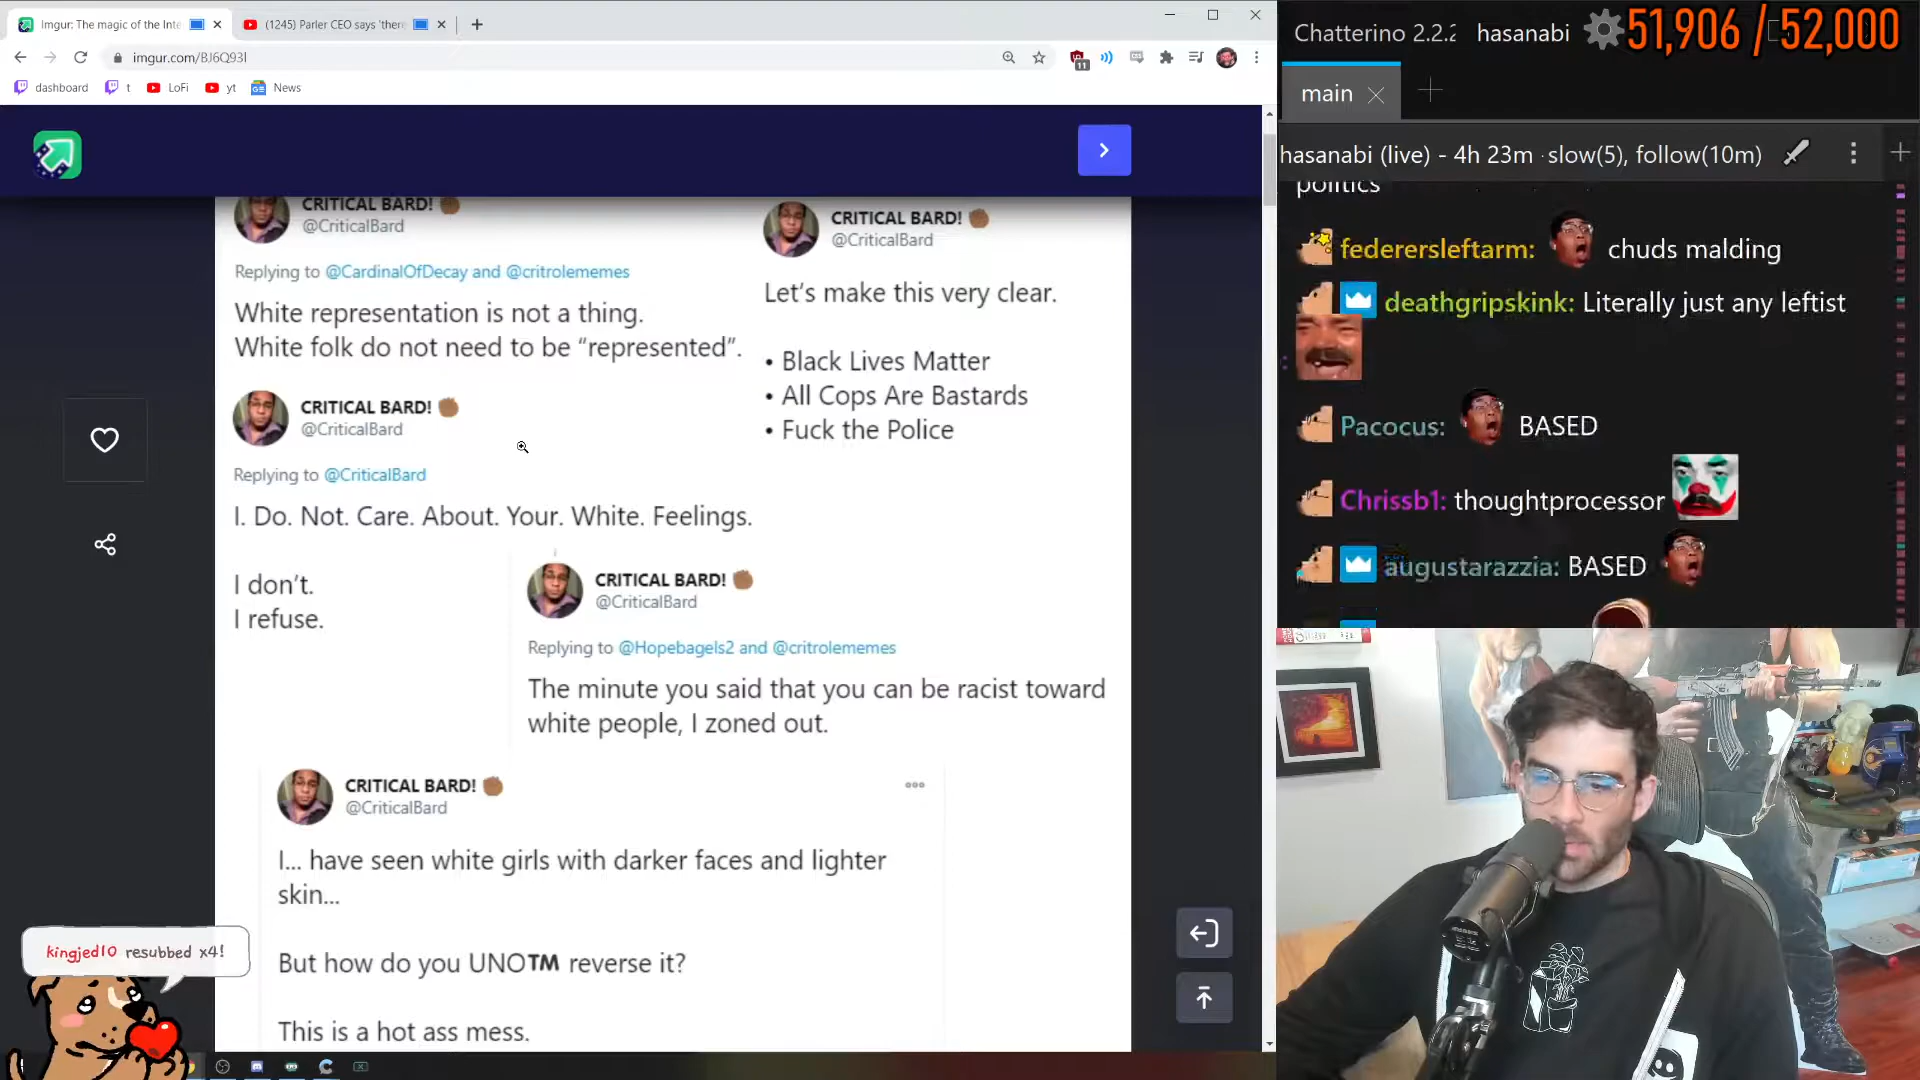 Imgur: The magic of the Inte
(1245) Parler CEO says 'ther
imgur.com/BJ6Q93l
11
dashboard
t
LoFi
yt
News
CRITICAL BARD!
@CriticalBard
Replying to @CardinalOfDecay and @critrolememes
White representation is not a thing.
White folk do not need to be “represented”.
CRITICAL BARD!
@CriticalBard
Let’s make this very clear.
• Black Lives Matter
• All Cops Are Bastards
• Fuck the Police
CRITICAL BARD!
@CriticalBard
Replying to @CriticalBard
I. Do. Not. Care. About. Your. White. Feelings.
I don’t.
I refuse.
CRITICAL BARD!
@CriticalBard
Replying to @Hopebagels2 and @critrolememes
The minute you said that you can be racist toward
white people, I zoned out.
CRITICAL BARD!
@CriticalBard
I... have seen white girls with darker faces and lighter
skin...
But how do you UNO™ reverse it?
This is a hot ass mess.
kingjed10 resubbed x4!
Chatterino 2.2.2
hasanabi
51,906 / 52,000
main
hasanabi (live) - 4h 23m · slow(5), follow(10m)
politics
federersleftarm: chuds malding
deathgripskink: Literally just any leftist
Pacocus: BASED
Chrissb1: thoughtprocessor
augustarazzia: BASED